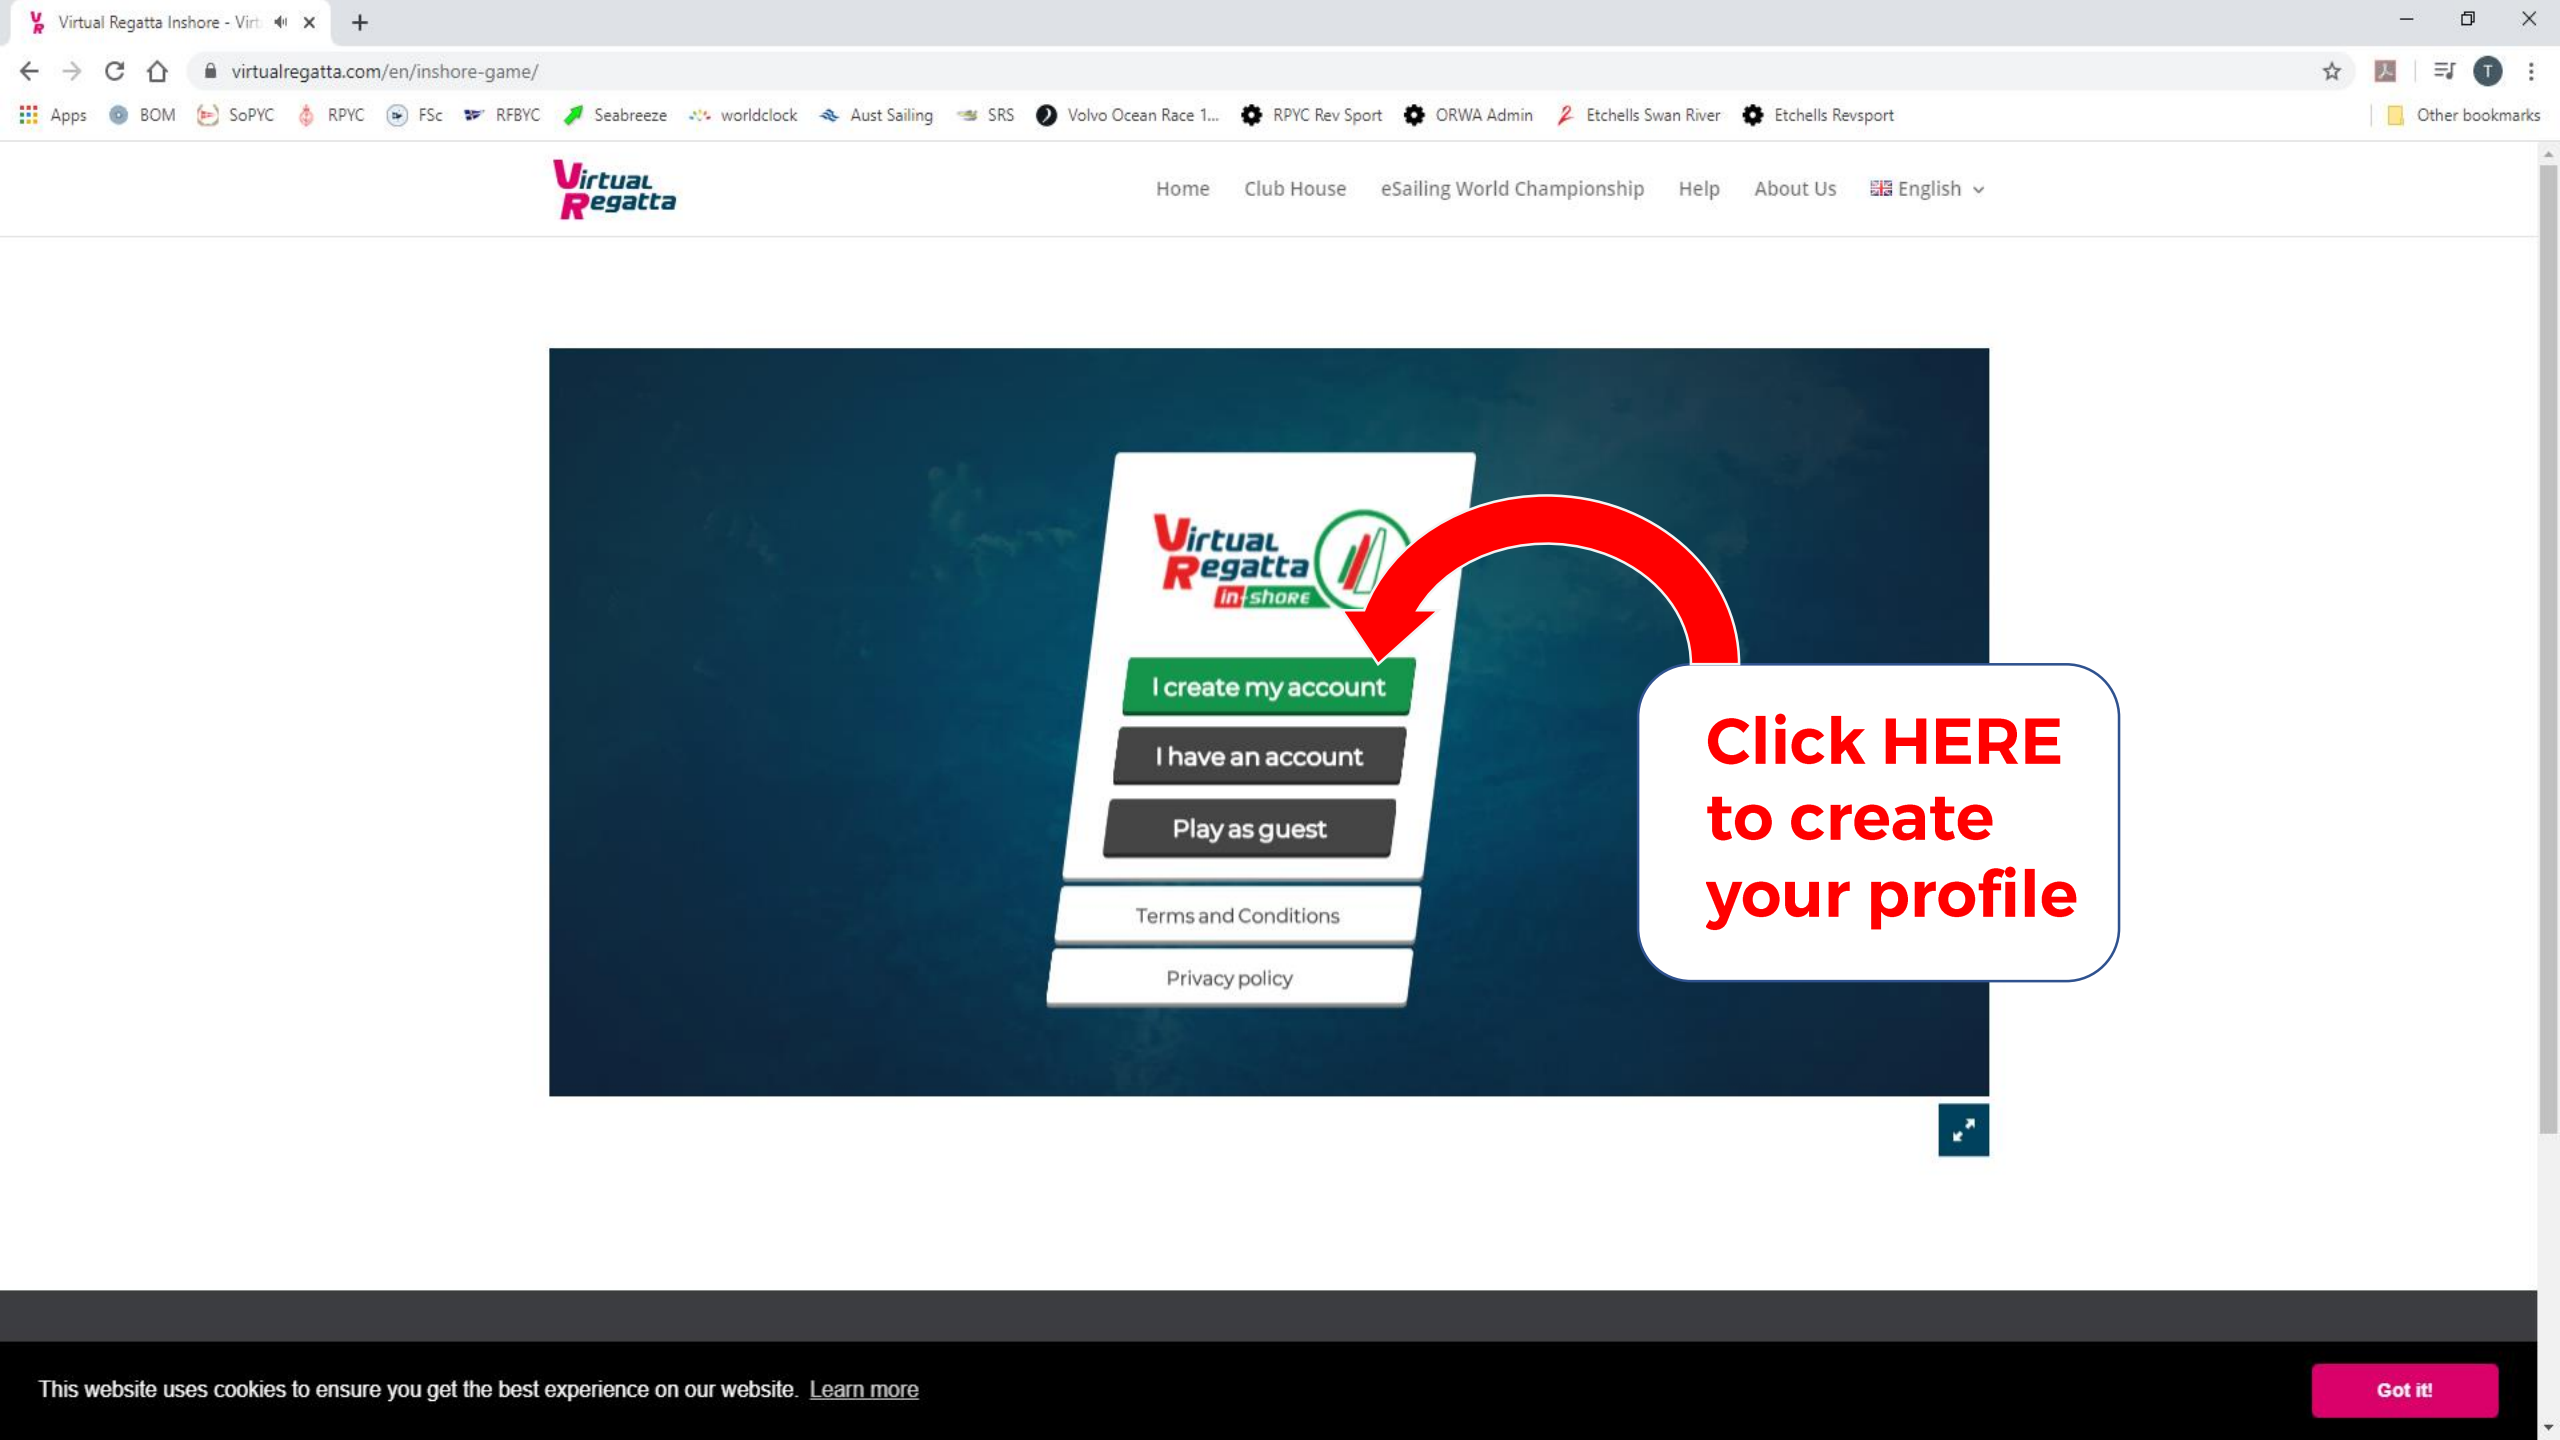 Virtual Regatta Inshore - Virt
virtualregatta.com/en/inshore-game/
T
Apps BOM SoPYC RPYC FSc RFBYC Seabreeze worldclock Aust Sailing SRS Volvo Ocean Race 1... RPYC Rev Sport ORWA Admin Etchells Swan River Etchells Revsport Other bookmarks
Virtual
Regatta
Home Club House eSailing World Championship Help About Us English
Virtual
Regatta
in-shore
I create my account
I have an account
Play as guest
Terms and Conditions
Privacy policy
Click HERE
to create
your profile
This website uses cookies to ensure you get the best experience on our website. Learn more
Got it!